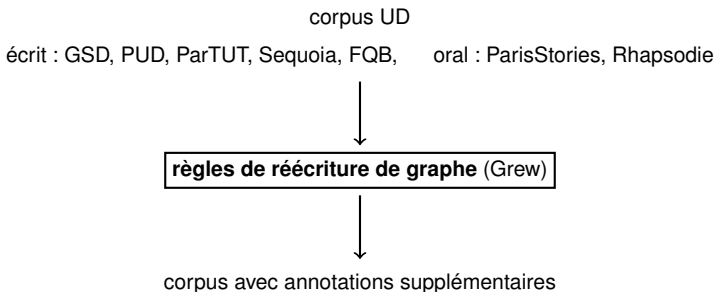 corpus UD
écrit : GSD, PUD, ParTUT, Sequoia, FQB, oral : ParisStories, Rhapsodie
règles de réécriture de graphe (Grew)
corpus avec annotations supplémentaires